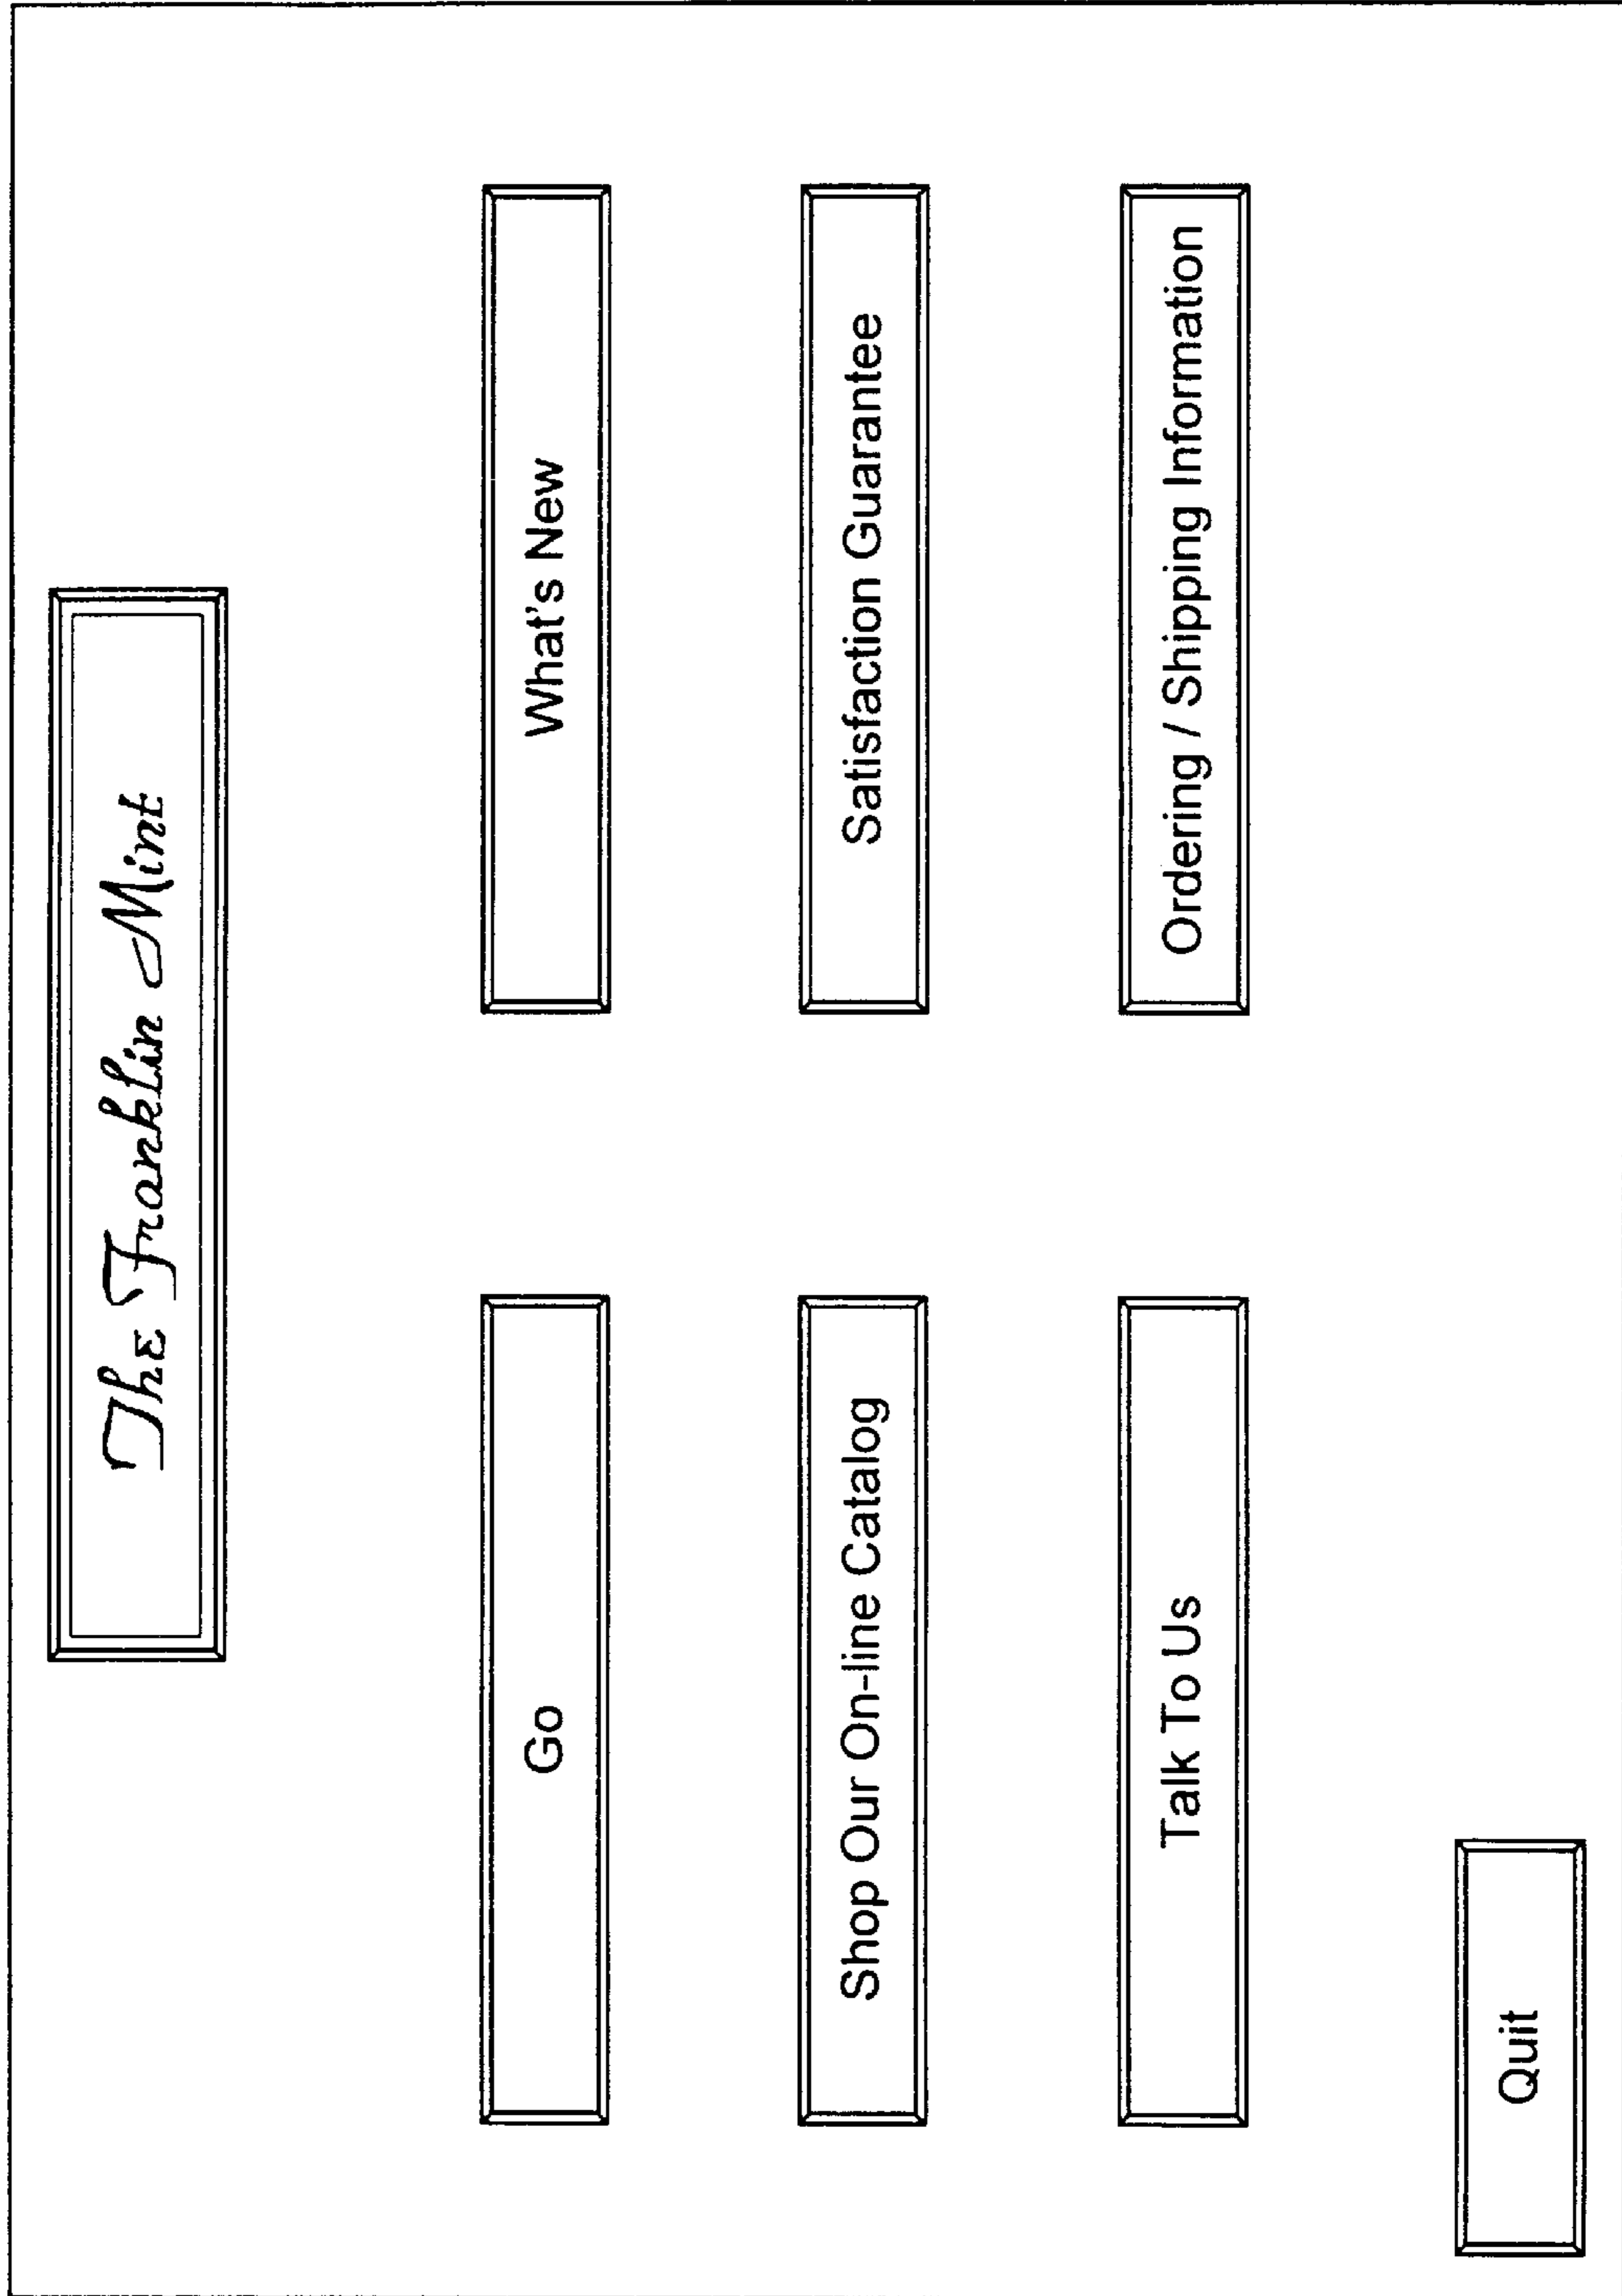 The Franklin Mint
Go
What's New
Shop Our On-line Catalog
Satisfaction Guarantee
Talk To Us
Ordering / Shipping Information
Quit